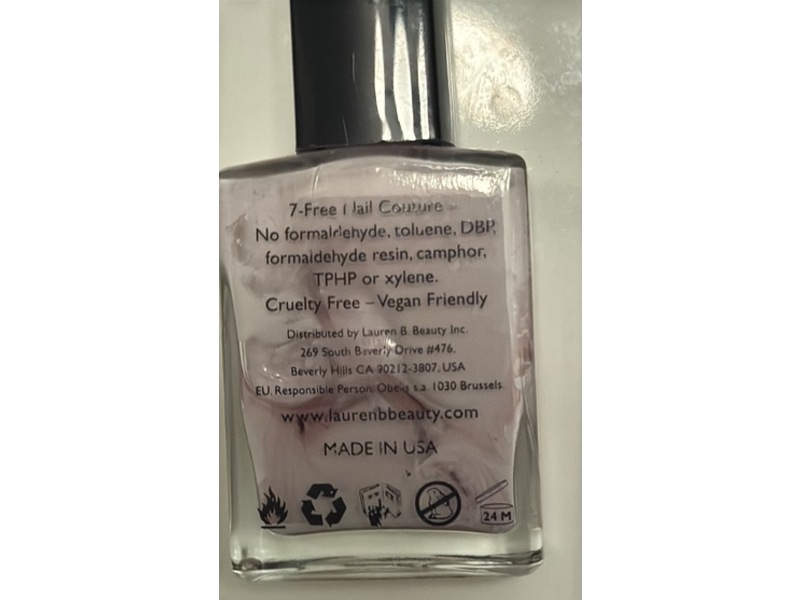 7-Free Nail Couture –
No formaldehyde, toluene, DBP,
formaldehyde resin, camphor,
TPHP or xylene.
Cruelty Free – Vegan Friendly
Distributed by Lauren B. Beauty Inc.
269 South Beverly Drive #476,
Beverly Hills CA 90212-3807, USA
EU. Responsible Person: Obelis s.a. 1030 Brussels.
www.laurenbbeauty.com
MADE IN USA
24 M